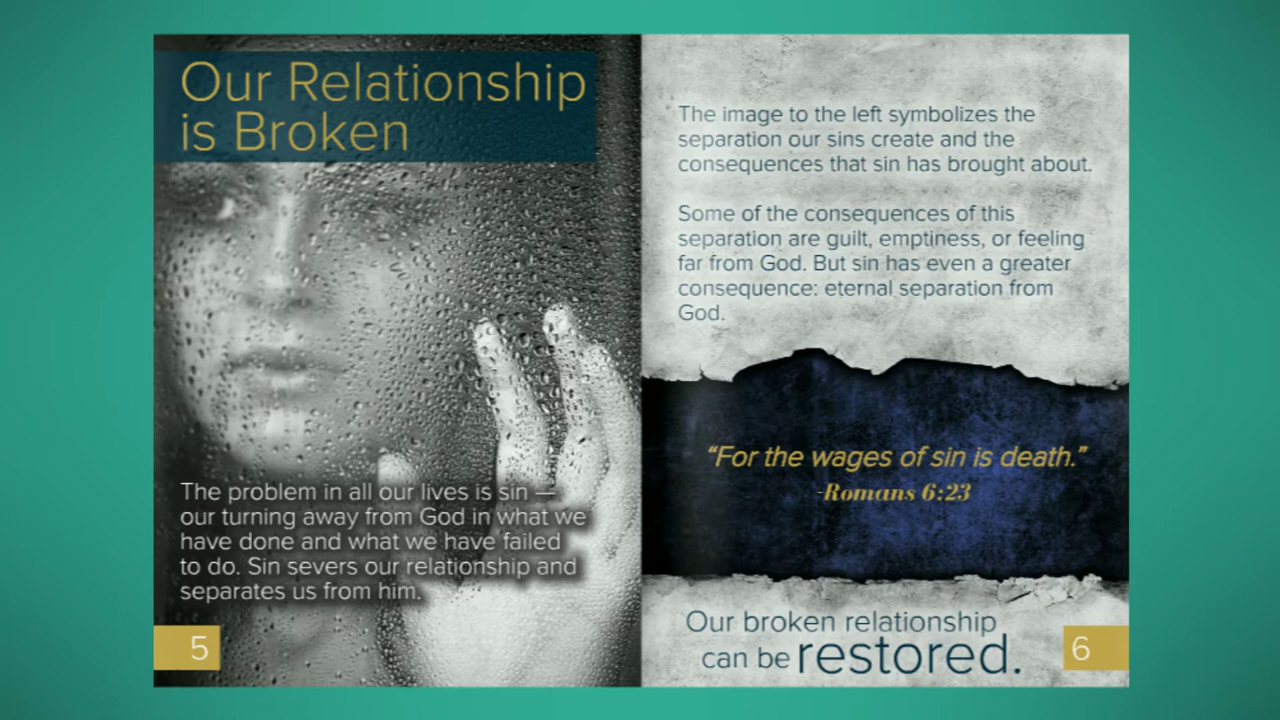 Our Relationship
is Broken
The problem in all our lives is sin —
our turning away from God in what we
have done and what we have failed
to do. Sin severs our relationship and
separates us from him.
5
The image to the left symbolizes the
separation our sins create and the
consequences that sin has brought about.
Some of the consequences of this
separation are guilt, emptiness, or feeling
far from God. But sin has even a greater
consequence: eternal separation from
God.
“For the wages of sin is death.”
-Romans 6:23
Our broken relationship
can be restored.
6